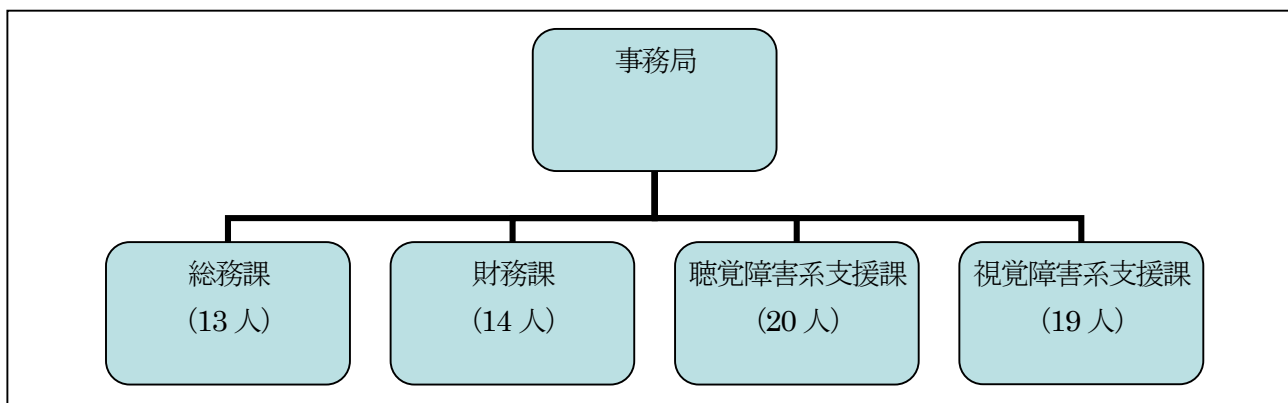 事務局
総務課
（13 人）
財務課
（14 人）
聴覚障害系支援課
（20 人）
視覚障害系支援課
（19 人）